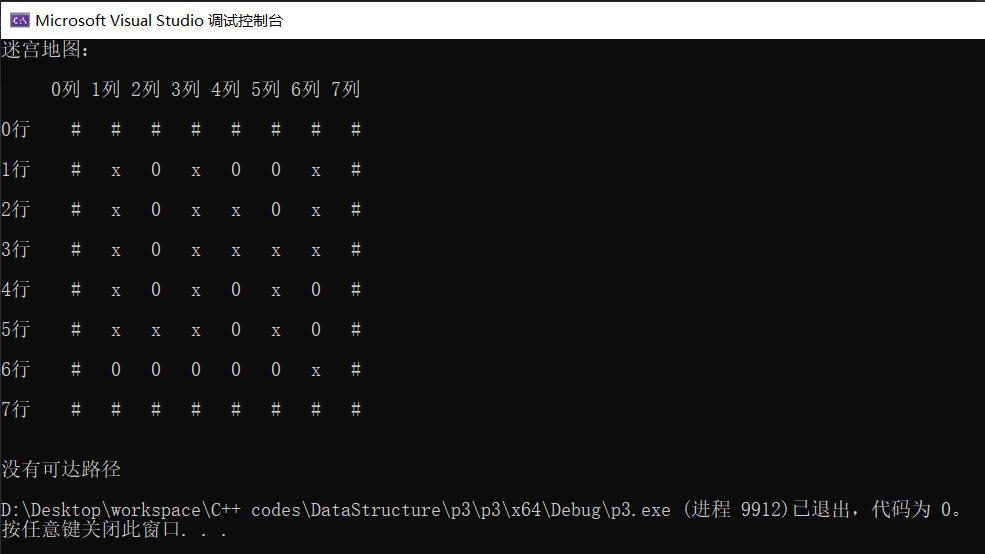 Microsoft Visual Studio 调试控制台
迷宫地图:
0列 1列 2列 3列 4列 5列 6列 7列
0行 # # # # # # # #
1行 # x 0 x 0 0 x #
2行 # x 0 x x 0 x #
3行 # x 0 x x x x #
4行 # x 0 x 0 x 0 #
5行 # x x x 0 x 0 #
6行 # 0 0 0 0 0 x #
7行 # # # # # # # #
没有可达路径
D:\Desktop\workspace\C++ codes\DataStructure\p3\p3\x64\Debug\p3.exe (进程 9912)已退出，代码为 0。
按任意键关闭此窗口. . .